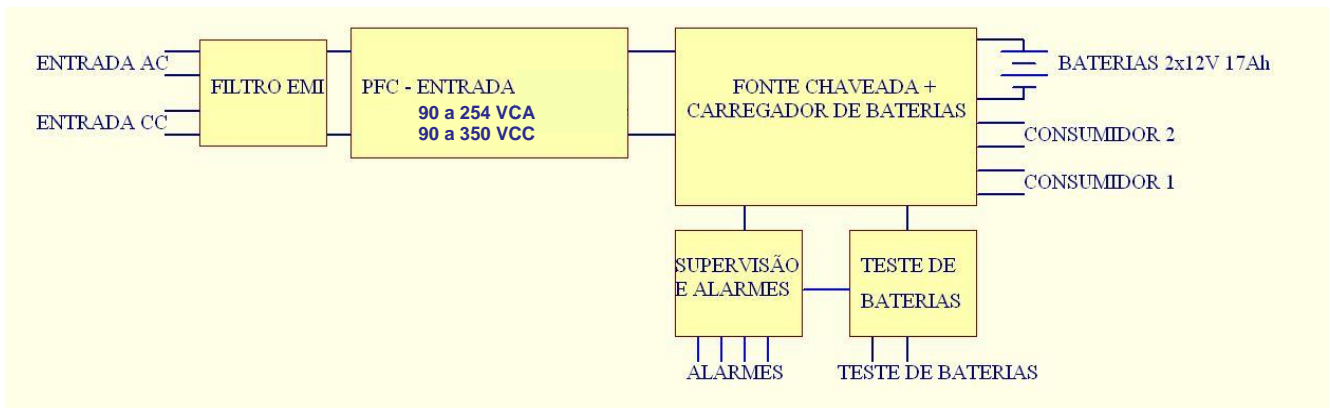 ENTRADA AC
ENTRADA CC
FILTRO EMI
PFC - ENTRADA
90 a 254 VCA
90 a 350 VCC
FONTE CHAVEADA +
CARREGADOR DE BATERIAS
BATERIAS 2x12V 17Ah
CONSUMIDOR 2
CONSUMIDOR 1
SUPERVISÃO
E ALARMES
TESTE DE
BATERIAS
ALARMES
TESTE DE BATERIAS